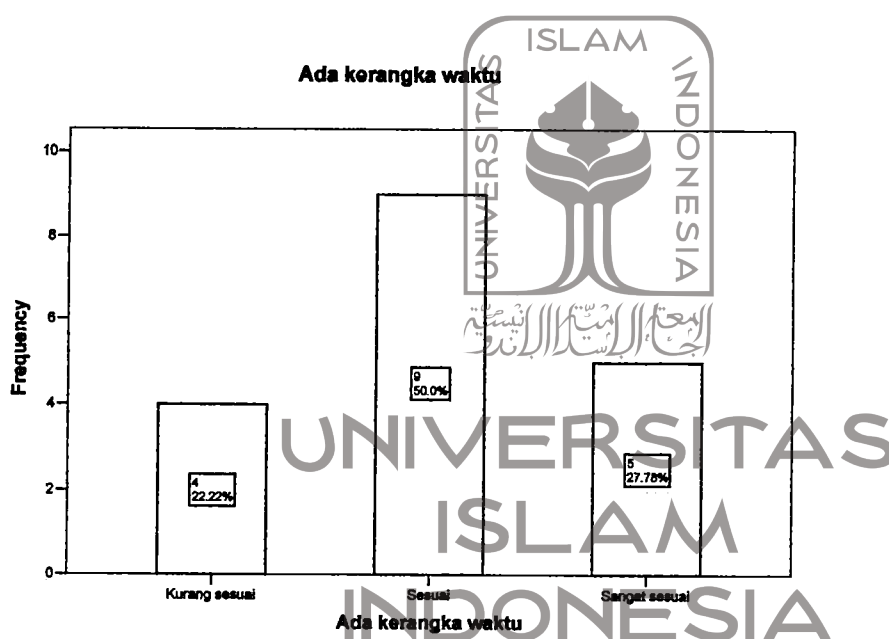 Ada kerangka waktu
ISLAM
UNIVERSITAS
INDONESIA
10
8
6
4
2
0
Frequency
4
22.22%
9
50.0%
5
27.78%
Kurang sesuai
Sesuai
Sangat sesuai
Ada kerangka waktu
UNIVERSITAS
ISLAM
INDONESIA